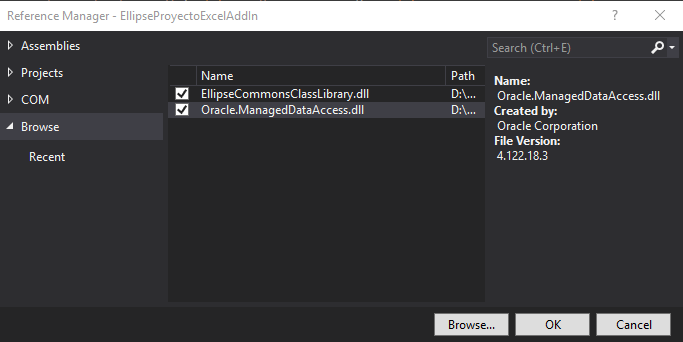 Reference Manager - EllipseProyectoExcelAddIn
? ×
Assemblies
Projects
COM
Browse
Recent
Name Path
EllipseCommonsClassLibrary.dll D:\...
Oracle.ManagedDataAccess.dll D:\...
Search (Ctrl+E)
Name:
Oracle.ManagedDataAccess.dll
Created by:
Oracle Corporation
File Version:
4.122.18.3
Browse... OK Cancel